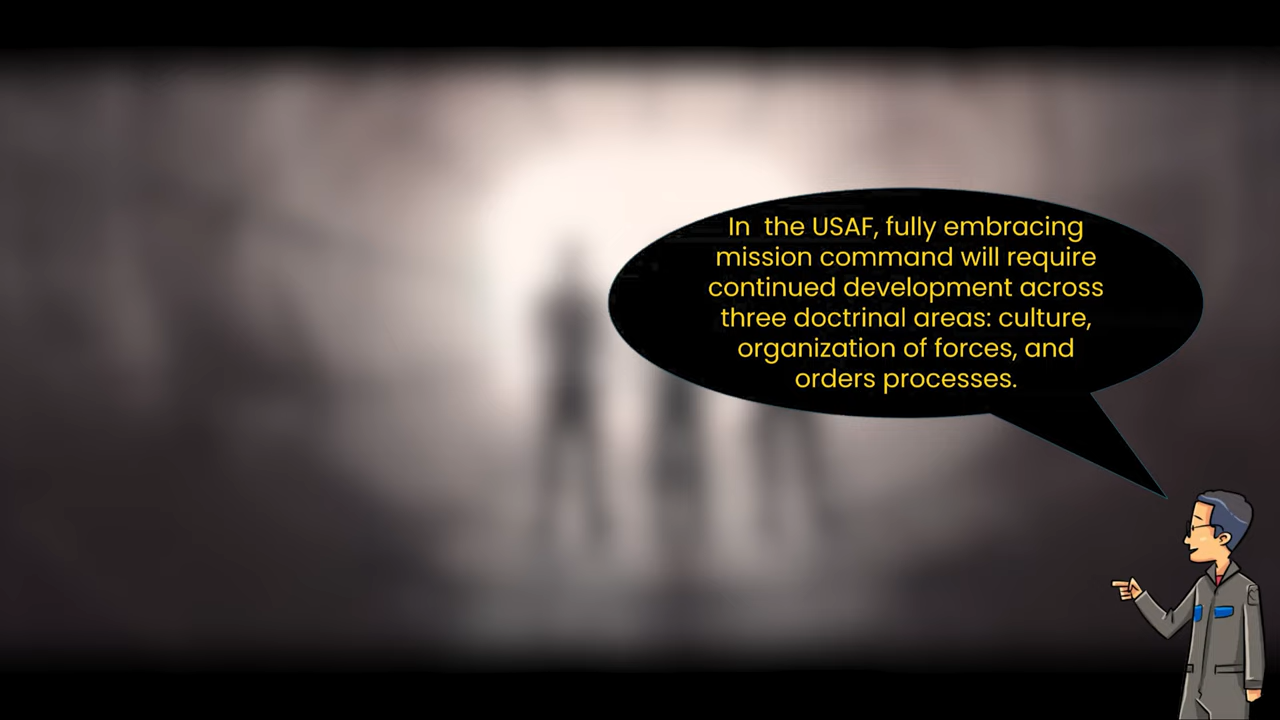 In  the USAF, fully embracing
mission command will require
continued development across
three doctrinal areas: culture,
organization of forces, and
orders processes.